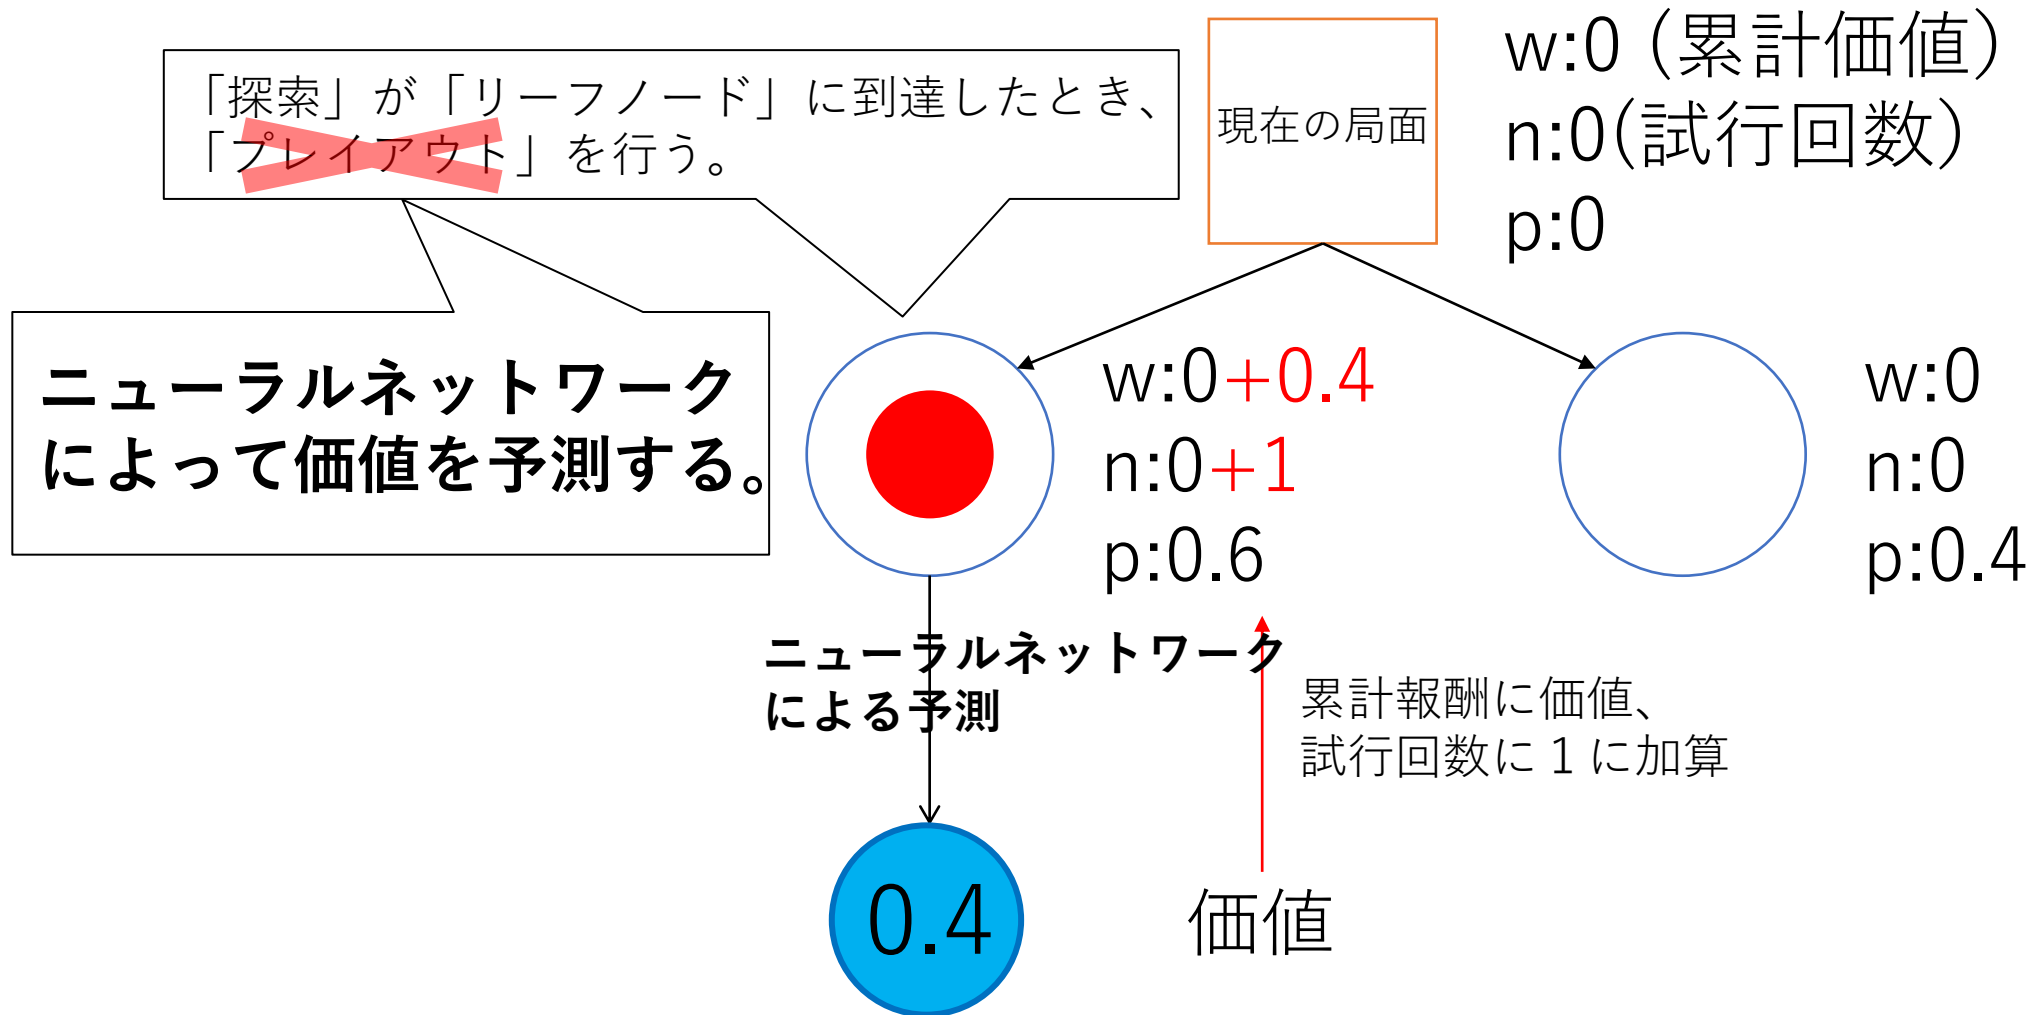 「探索」が「リーフノード」に到達したとき、
「プレイアウト」を行う。
現在の局面
w:0（累計価値）
n:0(試行回数）
p:0
ニューラルネットワーク
によって価値を予測する。
w:0+0.4
n:0+1
p:0.6
w:0
n:0
p:0.4
ニューラルネットワーク
による予測
累計報酬に価値、
試行回数に１に加算
0.4
価値